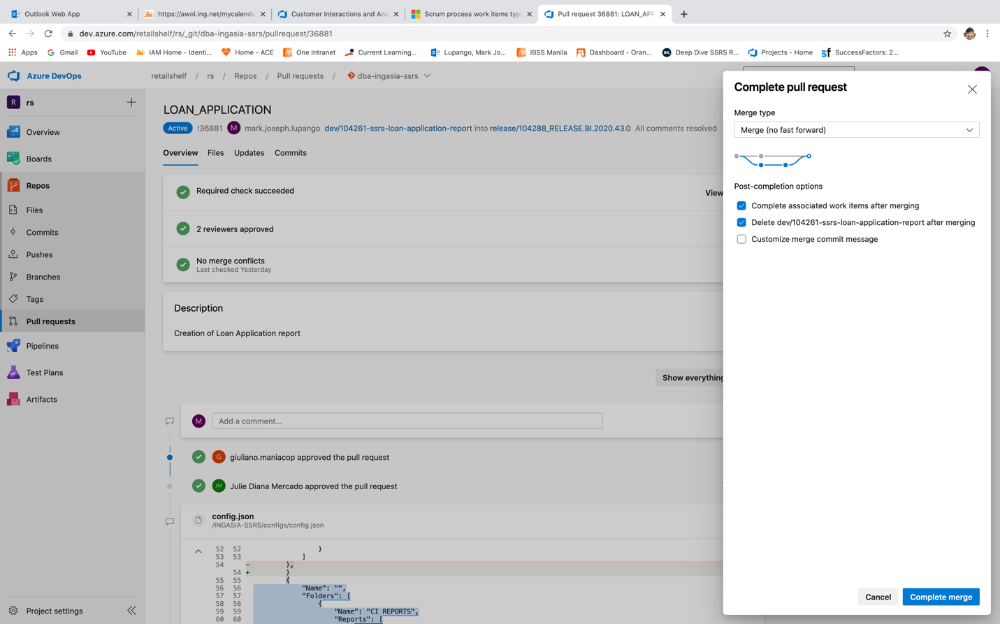 Outlook Web App
https://awol.ing.net/mycalenda
Customer Interactions and Ana
Scrum process work items type
Pull request 36881: LOAN_APP
dev.azure.com/retailshelf/rs/_git/dba-ingasia-ssrs/pullrequest/36881
Apps
Gmail
YouTube
IAM Home - Identi...
Home - ACE
One Intranet
Current Learning...
Lupango, Mark Jo...
IBSS Manila
Dashboard - Oran...
Deep Dive SSRS R...
Projects - Home
SuccessFactors: 2...
Azure DevOps
retailshelf / rs / Repos / Pull requests / dba-ingasia-ssrs
R rs
Overview
Boards
Repos
Files
Commits
Pushes
Branches
Tags
Pull requests
Pipelines
Test Plans
Artifacts
Project settings
LOAN_APPLICATION
Active !36881 M mark.joseph.lupango dev/104261-ssrs-loan-application-report into release/104288_RELEASE.BI.2020.43.0 All comments resolved
Overview Files Updates Commits
Required check succeeded
View
2 reviewers approved
No merge conflicts
Last checked Yesterday
Description
Creation of Loan Application report
Show everything
M Add a comment...
G giuliano.maniacop approved the pull request
JM Julie Diana Mercado approved the pull request
config.json
/INGASIA-SSRS/configs/config.json
52 52 }
53 53 ]
54 - },
54 + }
55 55 {
56 56 "Name": "",
57 57 "Folders": [
58 58 {
59 59 "Name": "CI REPORTS",
60 60 "Reports": [
Complete pull request
Merge type
Merge (no fast forward)
Post-completion options
Complete associated work items after merging
Delete dev/104261-ssrs-loan-application-report after merging
Customize merge commit message
Cancel
Complete merge